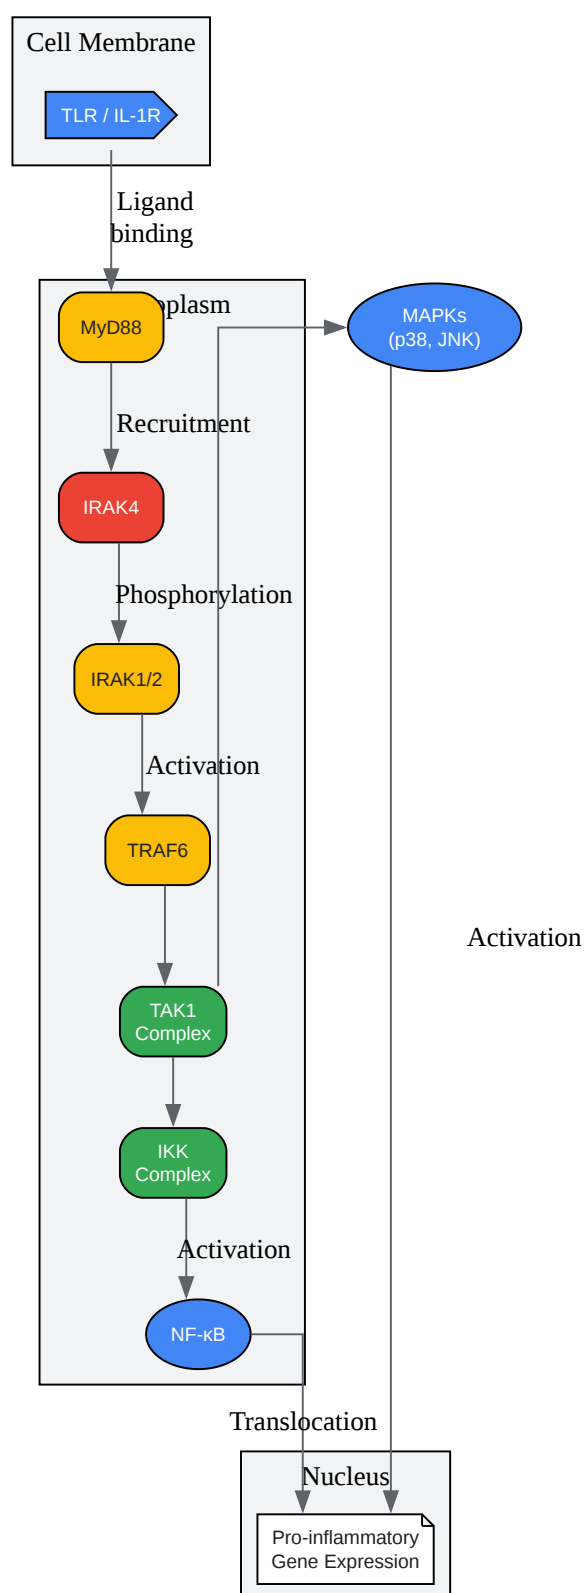 Cell Membrane
TLR / IL-1R
Ligand
binding
MyD88
MAPKs
(p38, JNK)
Recruitment
IRAK4
Phosphorylation
IRAK1/2
Activation
TRAF6
Activation
TAK1
Complex
IKK
Complex
Activation
NF-κB
Translocation
Nucleus
Pro-inflammatory
Gene Expression